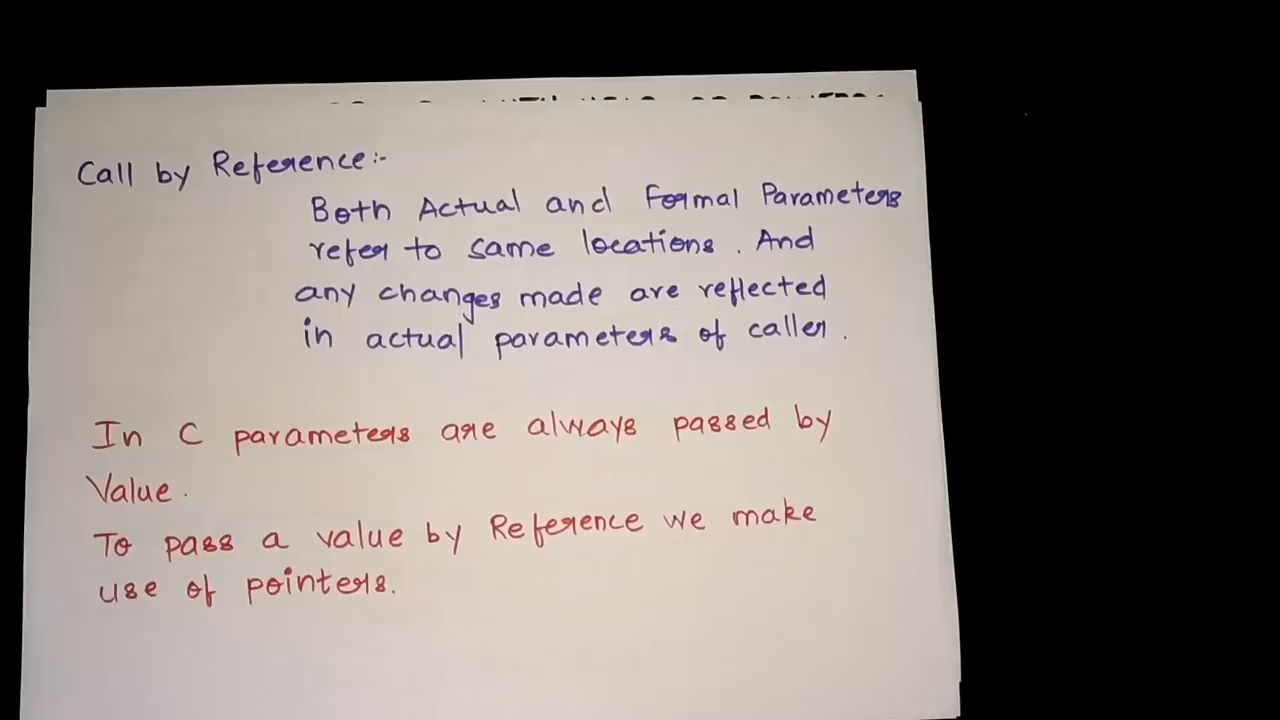 Call by Reference:-
Both Actual and Formal Parameters
refer to same locations. And
any changes made are reflected
in actual parameters of caller.
In C parameters are always passed by
Value.
To pass a value by Reference we make
use of pointers.